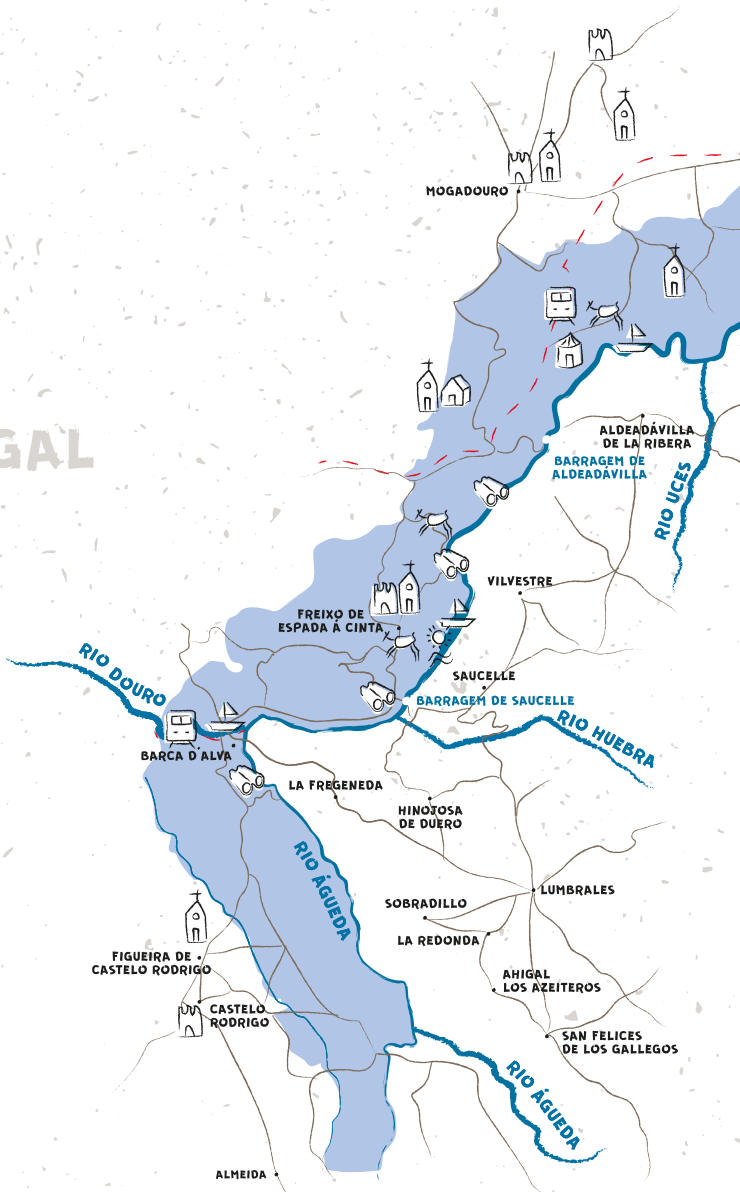 MOGADOURO
ALDEADÁVILLA
DE LA RIBERA
GAL
BARRAGEM DE
ALDEADÁVILLA
RIO UCES
VILVESTRE
FREIXO DE
ESPADA À CINTA
RIO DOURO
SAUCELLE
BARRAGEM DE SAUCELLE
RIO HUEBRA
BARCA D'ALVA
LA FREGENEDA
HINOJOSA
DE DUERO
RIO ÁGUEDA
LUMBRALES
SOBRADILLO
LA REDONDA
FIGUEIRA DE
CASTELO RODRIGO
AHIGAL
LOS AZEITEROS
CASTELO
RODRIGO
SAN FELICES
DE LOS GALLEGOS
RIO ÁGUEDA
ALMEIDA